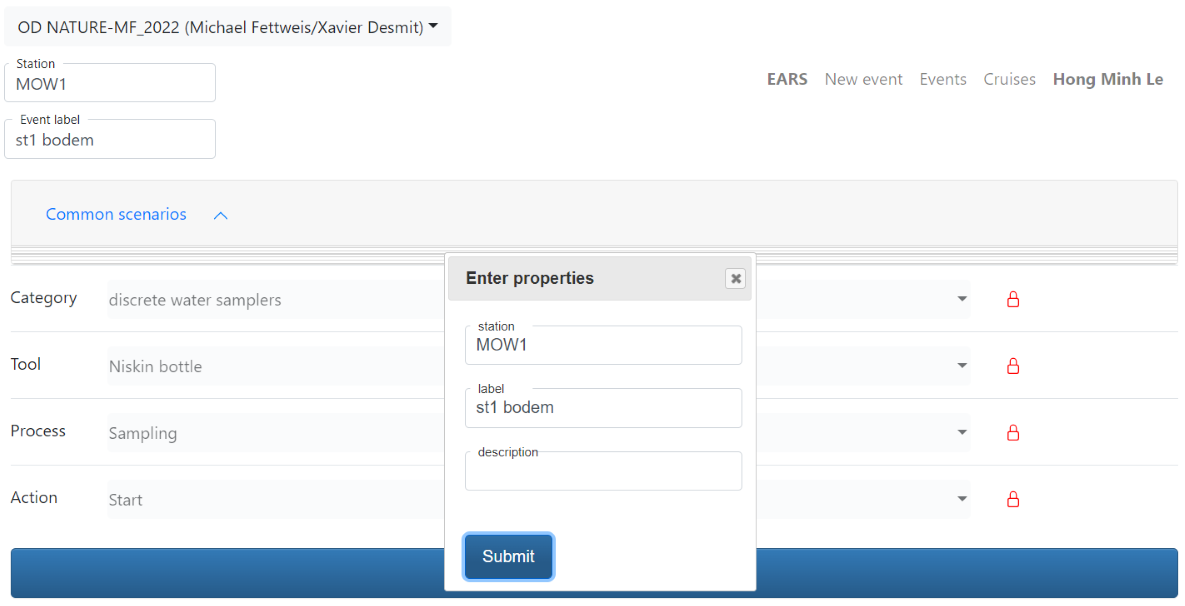 OD NATURE-MF_2022 (Michael Fettweis/Xavier Desmit)
Station
MOW1
EARS New event Events Cruises Hong Minh Le
Event label
st1 bodem
Common scenarios
Enter properties
Category discrete water samplers
station
MOW1
Tool Niskin bottle
label
st1 bodem
Process Sampling
description
Action Start
Submit